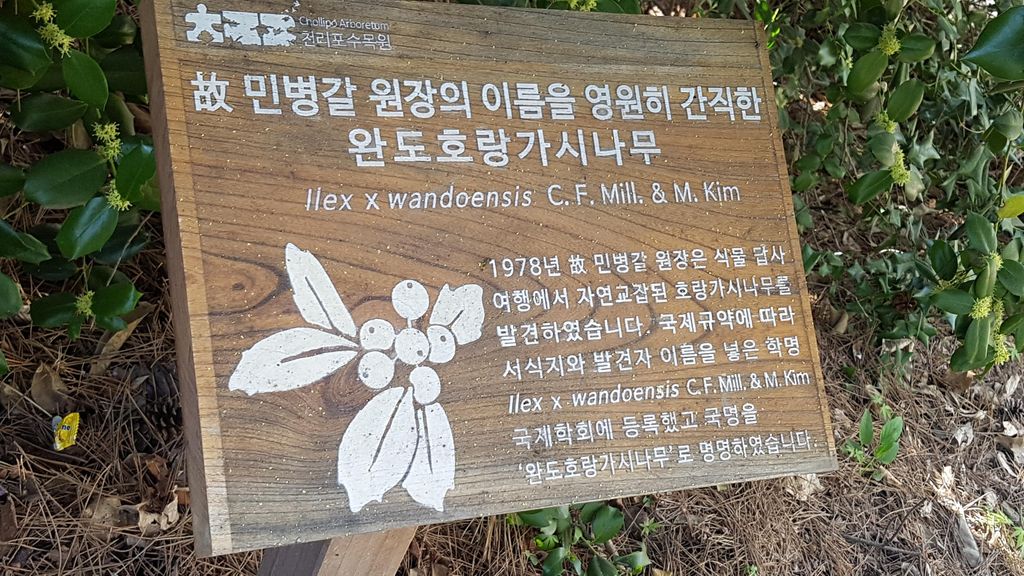 Chollipo Arboretum
천리포수목원
故 민병갈 원장의 이름을 영원히 간직한
완도호랑가시나무
Ilex x wandoensis C. F. Mill. & M. Kim
1978년 故 민병갈 원장은 식물 답사
여행에서 자연교잡된 호랑가시나무를
발견하였습니다. 국제규약에 따라
서식지와 발견자 이름을 넣은 학명
Ilex x wandoensis C.F. Mill. & M. Kim
국제학회에 등록했고 국명을
'완도호랑가시나무'로 명명하였습니다.